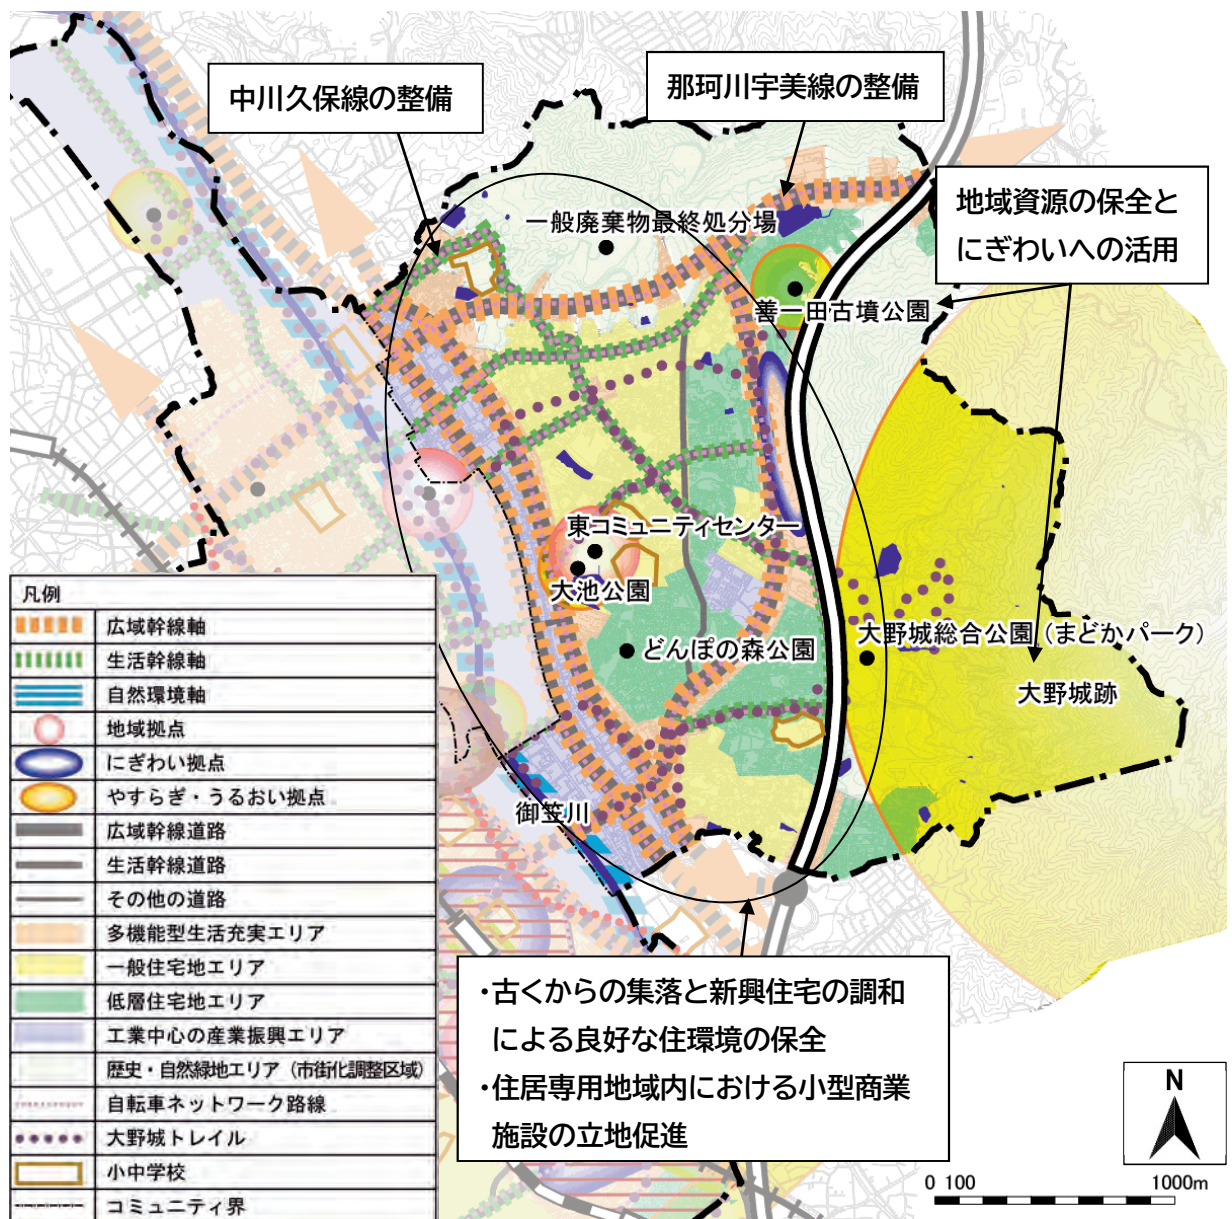 中川久保線の整備
那珂川宇美線の整備
地域資源の保全と
にぎわいへの活用
一般廃棄物最終処分場
善一田古墳公園
東コミュニティセンター
大池公園
どんぽの森公園
大野城総合公園（まどかパーク）
大野城跡
御笠川
凡例
広域幹線軸
生活幹線軸
自然環境軸
地域拠点
にぎわい拠点
やすらぎ・うるおい拠点
広域幹線道路
生活幹線道路
その他の道路
多機能型生活充実エリア
一般住宅地エリア
低層住宅地エリア
工業中心の産業振興エリア
歴史・自然緑地エリア（市街化調整区域）
自転車ネットワーク路線
大野城トレイル
小中学校
コミュニティ界
・古くからの集落と新興住宅の調和
による良好な住環境の保全
・住居専用地域内における小型商業
施設の立地促進
N
0 100 1000m